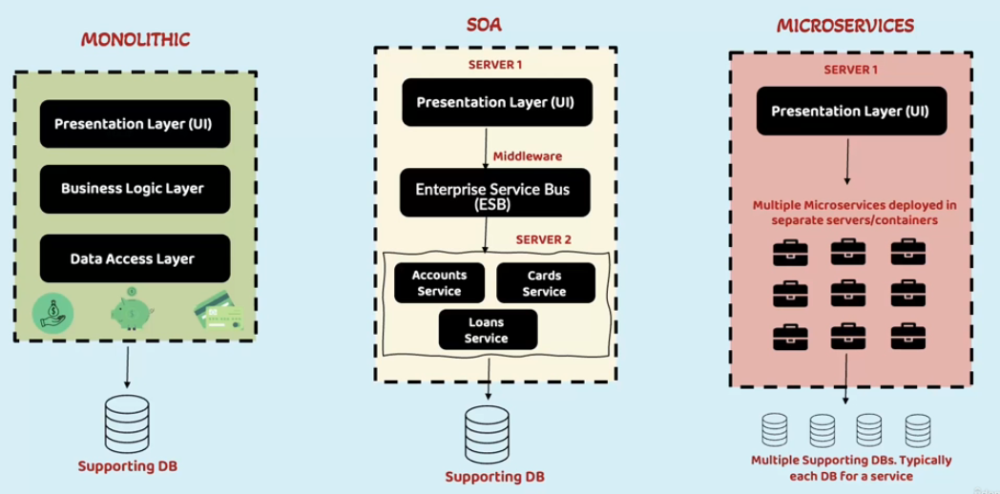 MONOLITHIC
Presentation Layer (UI)
Business Logic Layer
Data Access Layer
Supporting DB
SOA
SERVER 1
Presentation Layer (UI)
Middleware
Enterprise Service Bus
(ESB)
SERVER 2
Accounts
Service
Cards
Service
Loans
Service
Supporting DB
MICROSERVICES
SERVER 1
Presentation Layer (UI)
Multiple Microservices deployed in
separate servers/containers
Multiple Supporting DBs. Typically
each DB for a service